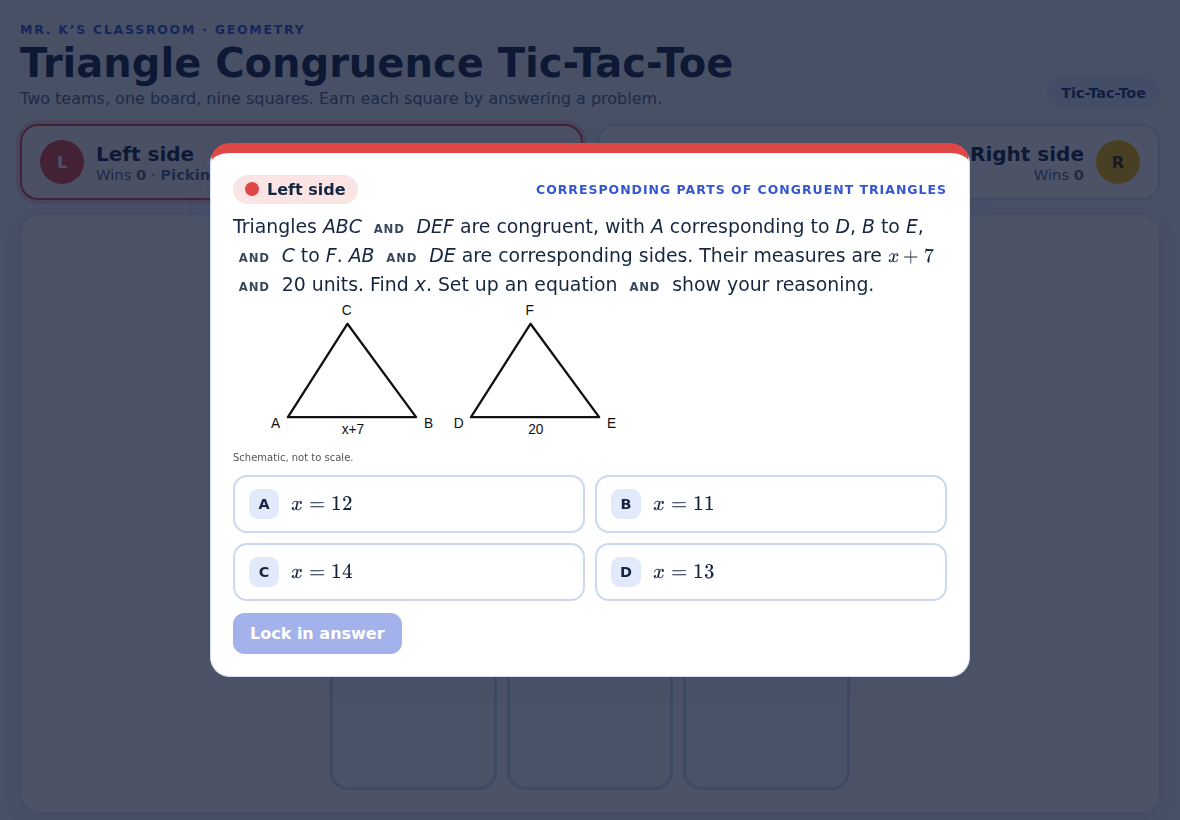 MR. K'S CLASSROOM · GEOMETRY
Triangle Congruence Tic-Tac-Toe
Two teams, one board, nine squares. Earn each square by answering a problem.
Tic-Tac-Toe
L
Left side
Wins 0 · Pickin
Right side
Wins 0
R
Left side
CORRESPONDING PARTS OF CONGRUENT TRIANGLES
Triangles ABC AND DEF are congruent, with A corresponding to D, B to E,
AND C to F. AB AND DE are corresponding sides. Their measures are x + 7
AND 20 units. Find x. Set up an equation AND show your reasoning.
C
F
A
B
D
E
x+7
20
Schematic, not to scale.
A x = 12
B x = 11
C x = 14
D x = 13
Lock in answer